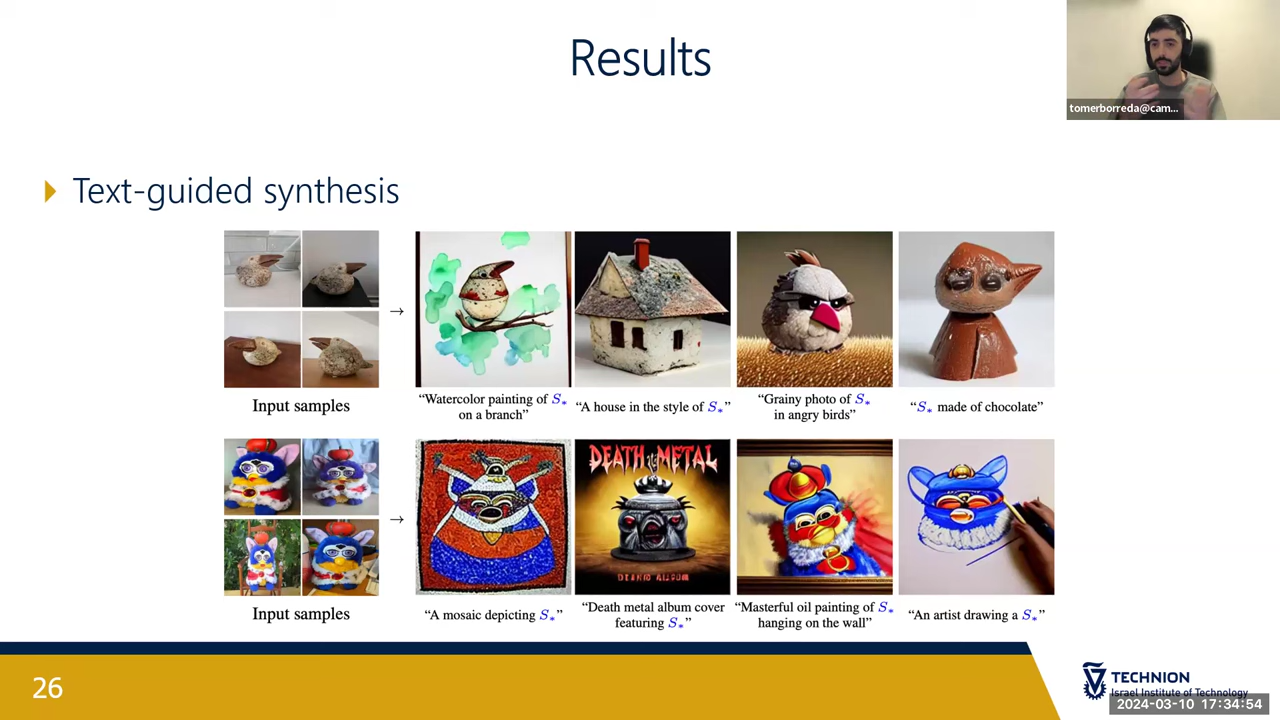 Results
tomerborreda@cam...
Text-guided synthesis
→
Input samples
“Watercolor painting of S* on a branch”
“A house in the style of S*”
“Grainy photo of S* in angry birds”
“S* made of chocolate”
DEATH METAL
→
Input samples
“A mosaic depicting S*”
“Death metal album cover featuring S*”
“Masterful oil painting of S* hanging on the wall”
“An artist drawing a S*”
26
TECHNION
Israel Institute of Technology
2024-03-10 17:34:54